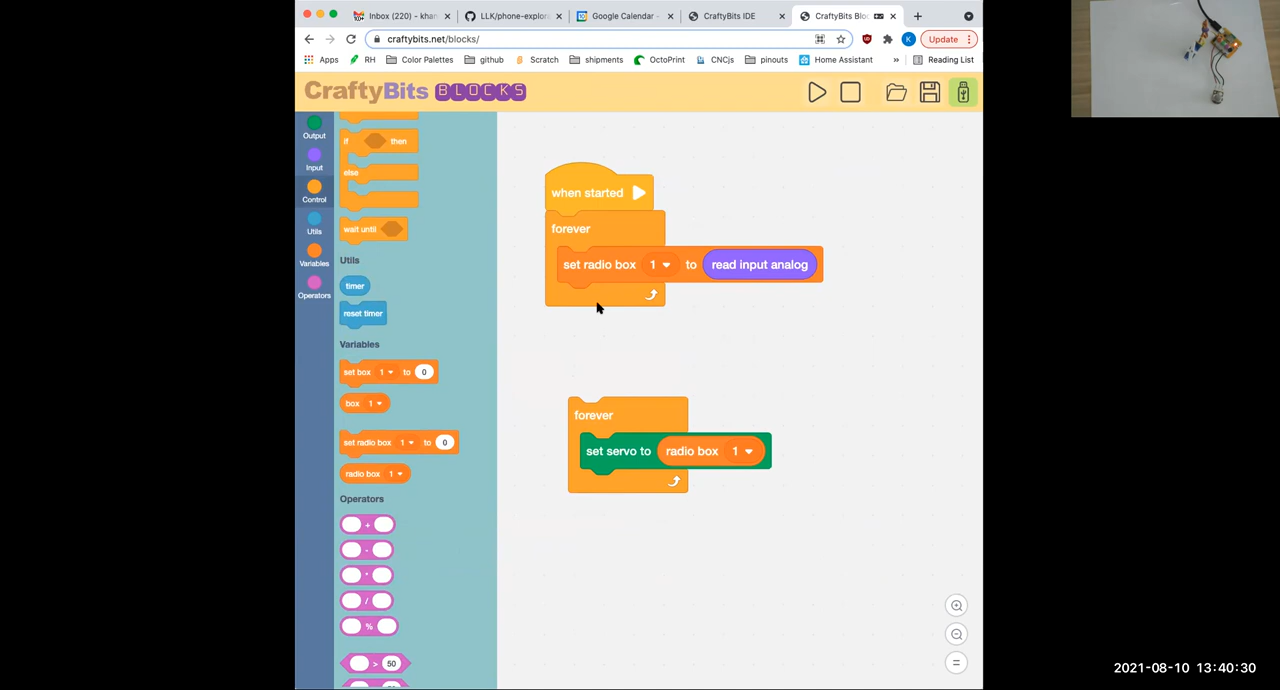 Inbox (220) - khan
LLK/phone-explora
Google Calendar -
CraftyBits IDE
CraftyBits Bloc
craftybits.net/blocks/
K
Update
Apps
RH
Color Palettes
github
Scratch
shipments
OctoPrint
CNCjs
pinouts
Home Assistant
»
Reading List
CraftyBits BLOCKS
Output
Input
Control
Utils
Variables
Operators
if then
else
wait until
Utils
timer
reset timer
Variables
set box 1 to 0
box 1
set radio box 1 to 0
radio box 1
Operators
+
-
*
/
%
> 50
when started
forever
set radio box 1 to read input analog
forever
set servo to radio box 1
2021-08-10 13:40:30